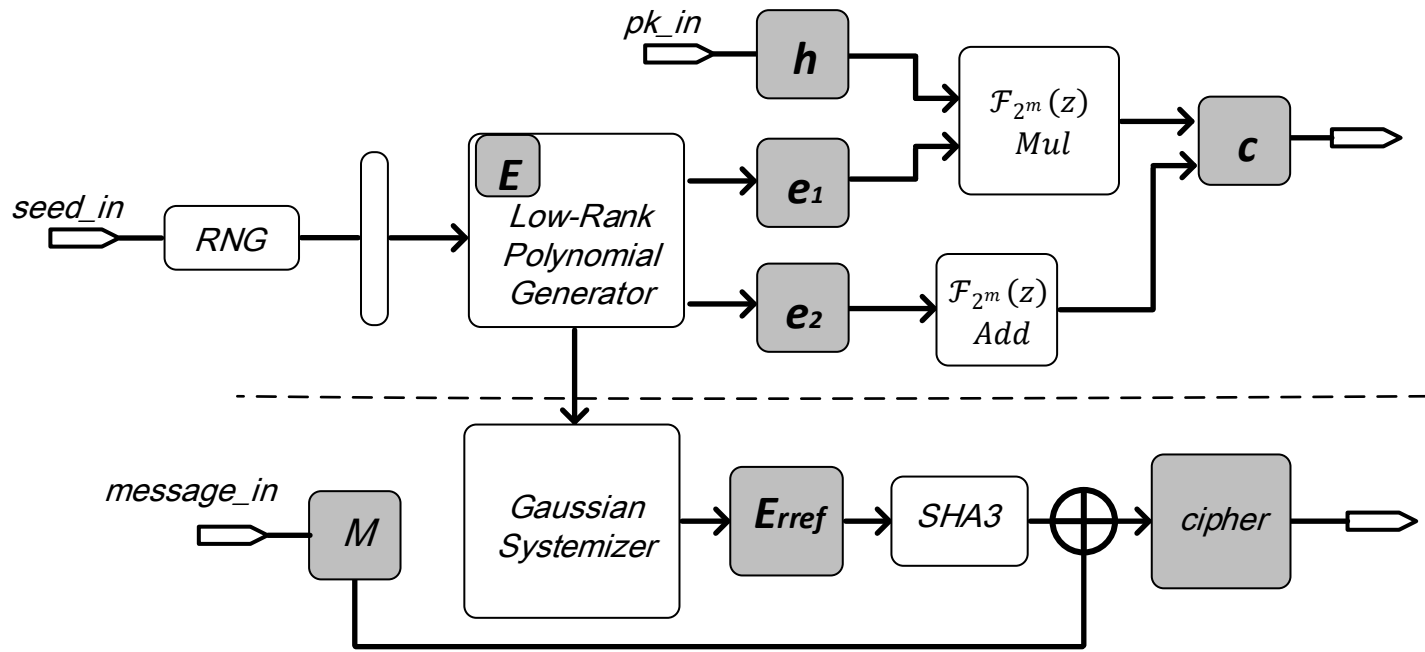 pk_in
h
ℱ₂ᵐ(z)
Mul
c
E
e1
seed_in
RNG
Low-Rank
Polynomial
Generator
e2
ℱ₂ᵐ(z)
Add
message_in
M
Gaussian
Systemizer
Erref
SHA3
cipher